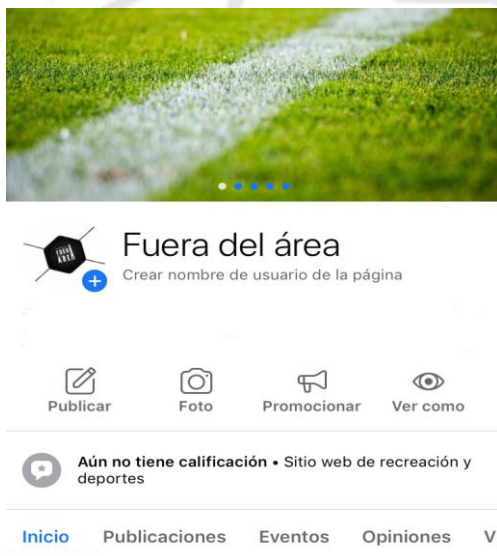 FUERA
AREA
Fuera del área
Crear nombre de usuario de la página
Publicar
Foto
Promocionar
Ver como
Aún no tiene calificación • Sitio web de recreación y
deportes
Inicio
Publicaciones
Eventos
Opiniones
V